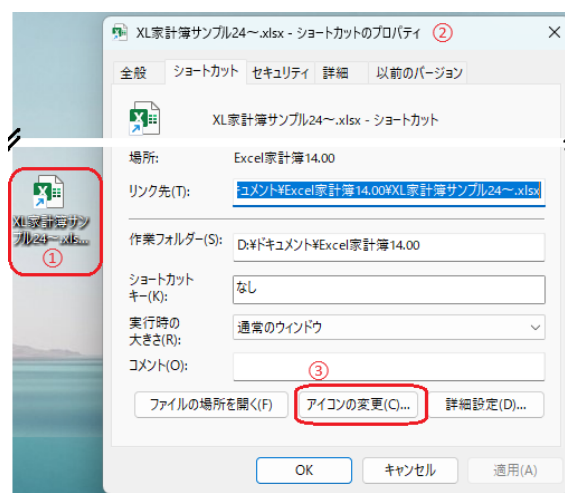 XL家計簿サンプル24～.xlsx - ショートカットのプロパティ ②
全般 ショートカット セキュリティ 詳細 以前のバージョン
XL家計簿サンプル24～.xlsx - ショートカット
場所: Excel家計簿14.00
リンク先(T): ュメント¥Excel家計簿14.00¥XL家計簿サンプル24～.xlsx
XL家計簿サン
プル24～.xls...
①
作業フォルダー(S): D:¥ドキュメント¥Excel家計簿14.00
ショートカット
キー(K): なし
実行時の
大きさ(R): 通常のウィンドウ
コメント(O):
③
ファイルの場所を開く(F) アイコンの変更(C)... 詳細設定(D)...
OK キャンセル 適用(A)